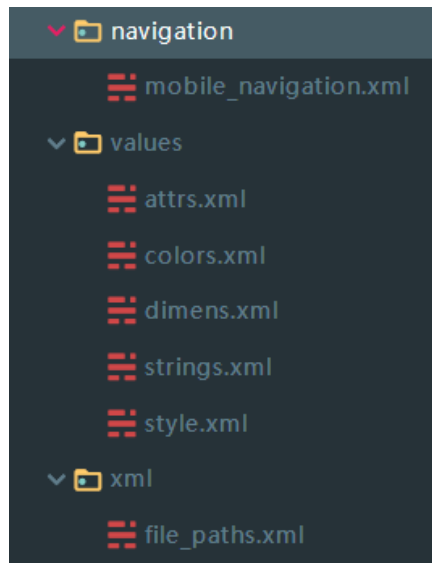 navigation
mobile_navigation.xml
values
attrs.xml
colors.xml
dimens.xml
strings.xml
style.xml
xml
file_paths.xml